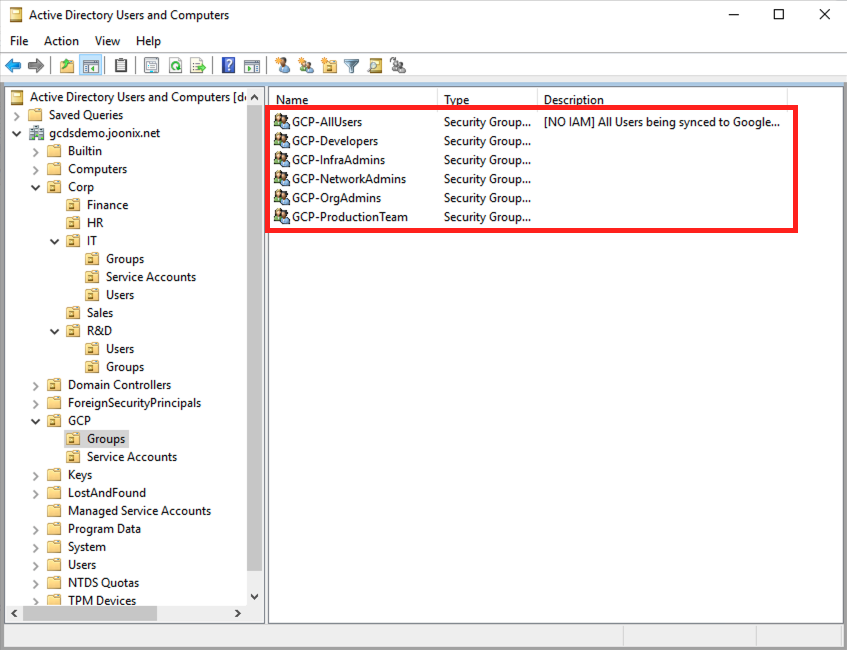 Active Directory Users and Computers
File Action View Help
Active Directory Users and Computers [de
Saved Queries
gcdsdemo.joonix.net
Builtin
Computers
Corp
Finance
HR
IT
Groups
Service Accounts
Users
Sales
R&D
Users
Groups
Domain Controllers
ForeignSecurityPrincipals
GCP
Groups
Service Accounts
Keys
LostAndFound
Managed Service Accounts
Program Data
System
Users
NTDS Quotas
TPM Devices
Name Type Description
GCP-AllUsers Security Group... [NO IAM] All Users being synced to Google...
GCP-Developers Security Group...
GCP-InfraAdmins Security Group...
GCP-NetworkAdmins Security Group...
GCP-OrgAdmins Security Group...
GCP-ProductionTeam Security Group...